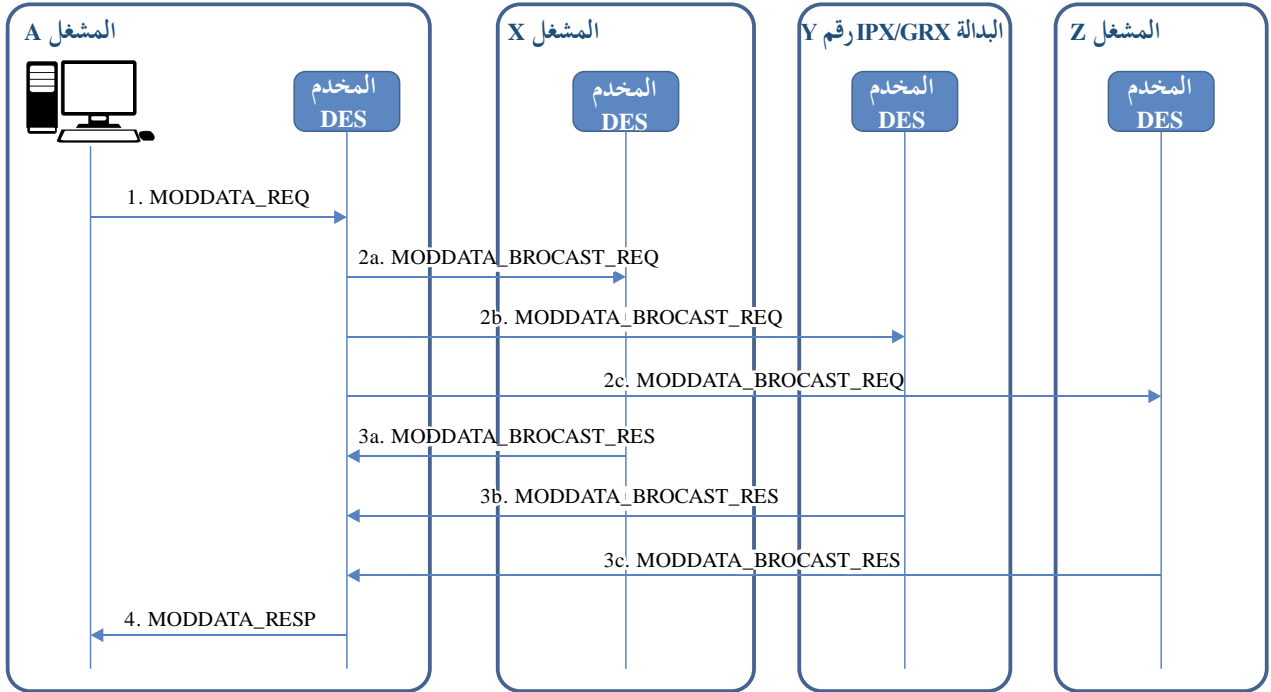 المشغل A
المشغل X
البدالة IPX/GRX رقم Y
المشغل Z
المخدم
DES
المخدم
DES
المخدم
DES
المخدم
DES
1. MODDATA_REQ
2a. MODDATA_BROCAST_REQ
2b. MODDATA_BROCAST_REQ
2c. MODDATA_BROCAST_REQ
3a. MODDATA_BROCAST_RES
3b. MODDATA_BROCAST_RES
3c. MODDATA_BROCAST_RES
4. MODDATA_RESP